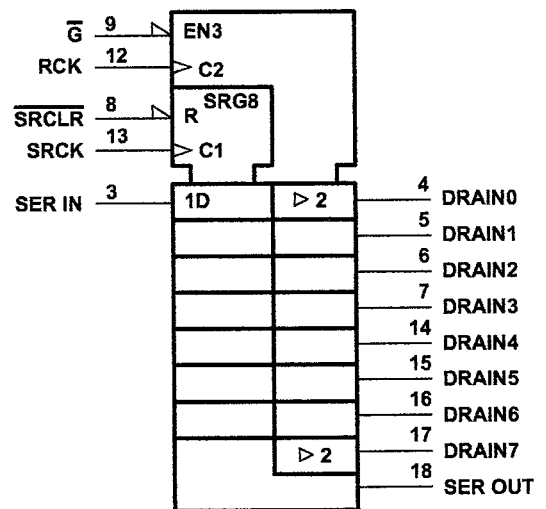 G 9 EN3
RCK 12 C2
SRCLR 8 R SRG8
SRCK 13 C1
SER IN 3 1D 2 4 DRAIN0
5 DRAIN1
6 DRAIN2
7 DRAIN3
14 DRAIN4
15 DRAIN5
16 DRAIN6
2 17 DRAIN7
18 SER OUT